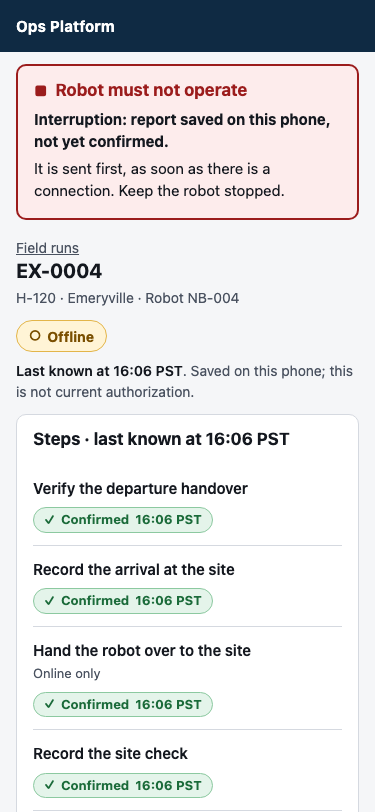 Ops Platform
Robot must not operate
Interruption: report saved on this phone,
not yet confirmed.
It is sent first, as soon as there is a
connection. Keep the robot stopped.
Field runs
EX-0004
H-120 · Emeryville · Robot NB-004
Offline
Last known at 16:06 PST. Saved on this phone; this
is not current authorization.
Steps · last known at 16:06 PST
Verify the departure handover
✓ Confirmed 16:06 PST
Record the arrival at the site
✓ Confirmed 16:06 PST
Hand the robot over to the site
Online only
✓ Confirmed 16:06 PST
Record the site check
✓ Confirmed 16:06 PST